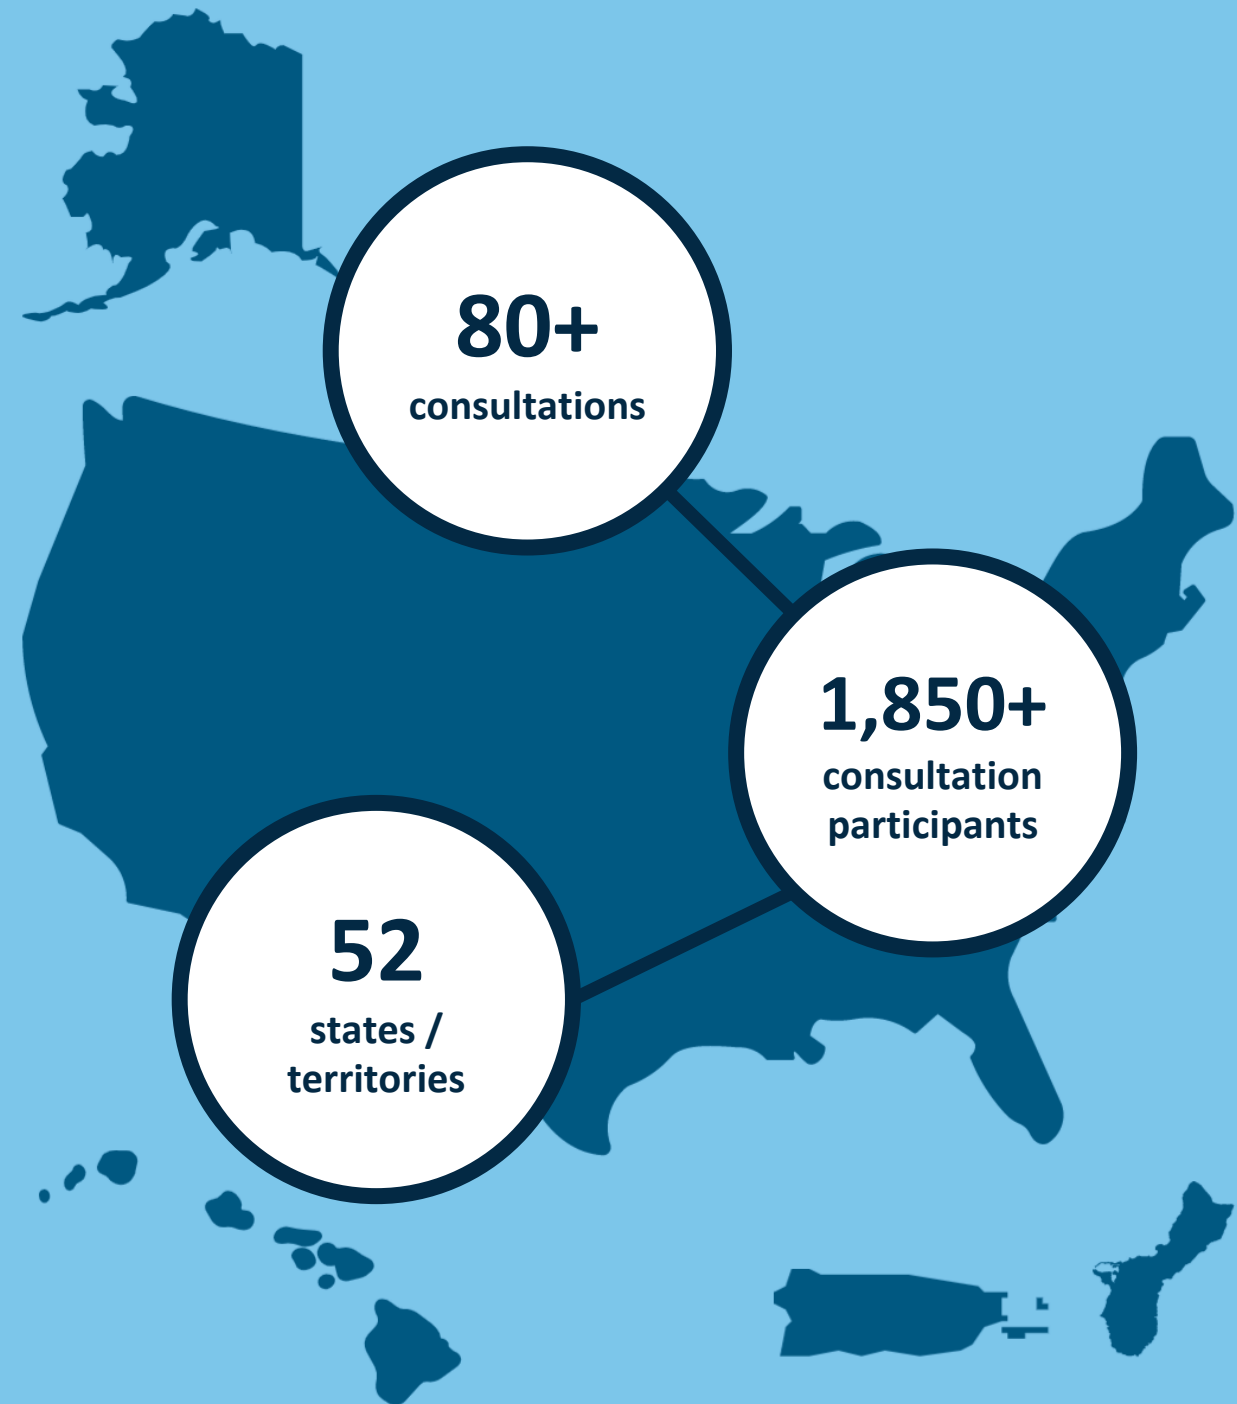 80+
consultations
1,850+
consultation
participants
52
states /
territories